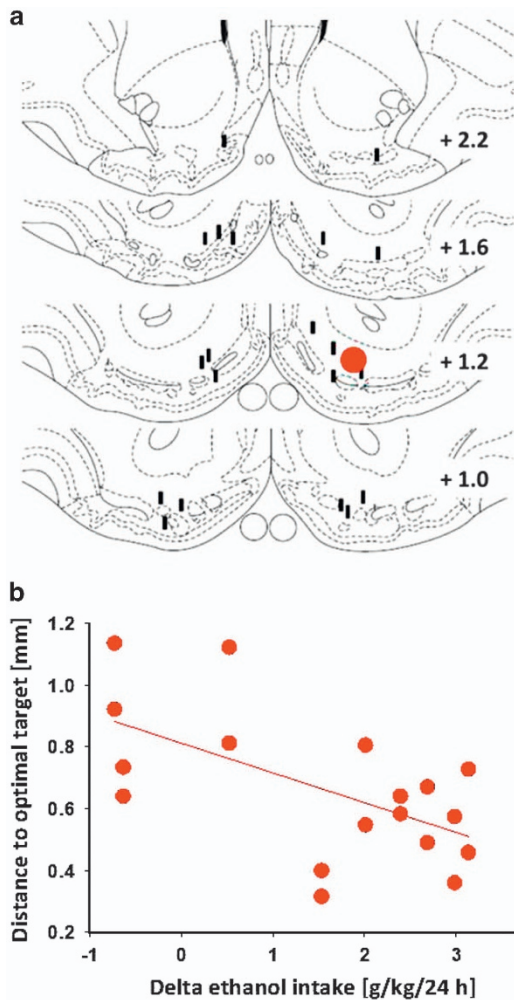 a
+ 2.2
+ 1.6
+ 1.2
+ 1.0
b
Distance to optimal target [mm]
1.2
1.0
0.8
0.6
0.4
0.2
-1 0 1 2 3
Delta ethanol intake [g/kg/24 h]